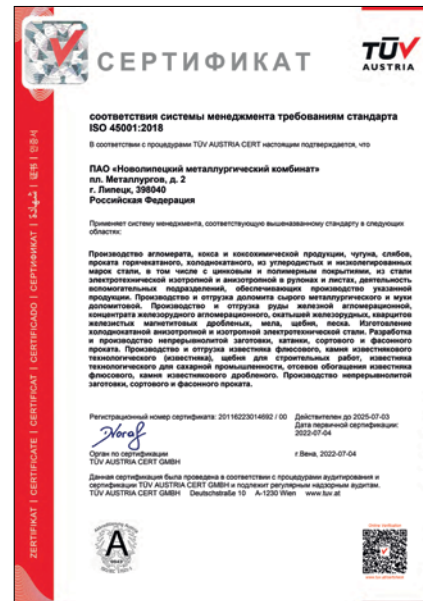 СЕРТИФИКАТ
TÜV
AUSTRIA
соответствия системы менеджмента требованиям стандарта
ISO 45001:2018
В соответствии с процедурами TÜV AUSTRIA CERT настоящим подтверждается, что
ПАО «Новолипецкий металлургический комбинат»
пл. Металлургов, д. 2
г. Липецк, 398040
Российская Федерация
Применяет систему менеджмента, соответствующую вышеназванному стандарту в следующих
областях:
Производство агломерата, кокса и коксохимической продукции, чугуна, слябов,
проката горячекатаного, холоднокатаного, из углеродистых и низколегированных
марок стали, в том числе с цинковым и полимерным покрытиями, из стали
электротехнической изотропной и анизотропной в рулонах и листах, деятельность
вспомогательных подразделений, обеспечивающих производство указанной
продукции. Производство и отгрузка доломита сырого металлургического и муки
доломитовой. Производство и отгрузка руды железной агломерационной,
концентрата железорудного агломерационного, окатышей железорудных, кварцитов
железистых магнетитовых дробленых, мела, щебня, песка. Изготовление
холоднокатаной анизотропной и изотропной электротехнической стали. Разработка
и производство непрерывнолитой заготовки, катанки, сортового и фасонного
проката. Производство и отгрузка известняка флюсового, камня известнякового
технологического (известняка), щебня для строительных работ, известняка
технологического для сахарной промышленности, отсевов обогащения известняка
флюсового, камня известнякового дробленого. Производство непрерывнолитой
заготовки, сортового и фасонного проката.
Регистрационный номер сертификата: 20116223014692 / 00
Действителен до 2025-07-03
Дата первичной сертификации:
2022-07-04
Орган по сертификации
TÜV AUSTRIA CERT GMBH
г.Вена, 2022-07-04
Данная сертификация была проведена в соответствии с процедурами аудитирования и
сертификации TÜV AUSTRIA CERT GMBH и подлежит регулярным надзорным аудитам.
TÜV AUSTRIA CERT GMBH Deutschstraße 10 A-1230 Wien www.tuv.at
ZERTIFIKAT | CERTIFICATE | CERTIFICAT | CERTIFICADO | СЕРТИФИКАТ | شهادة | 证书 | 인증서
A